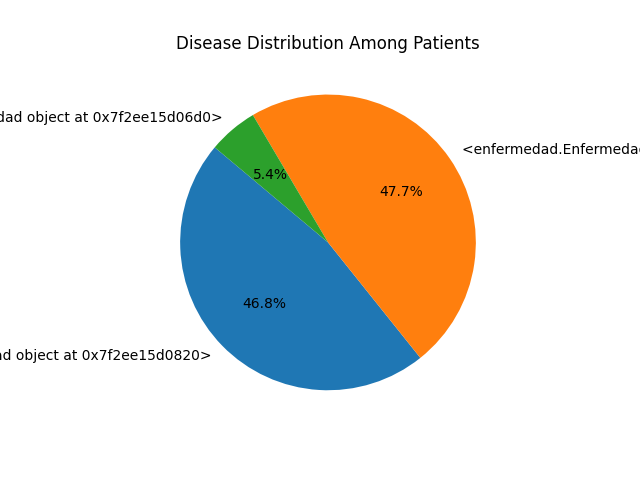 Disease Distribution Among Patients
dad object at 0x7f2ee15d06d0>
<enfermedad.Enfermedad
5.4%
47.7%
46.8%
ad object at 0x7f2ee15d0820>